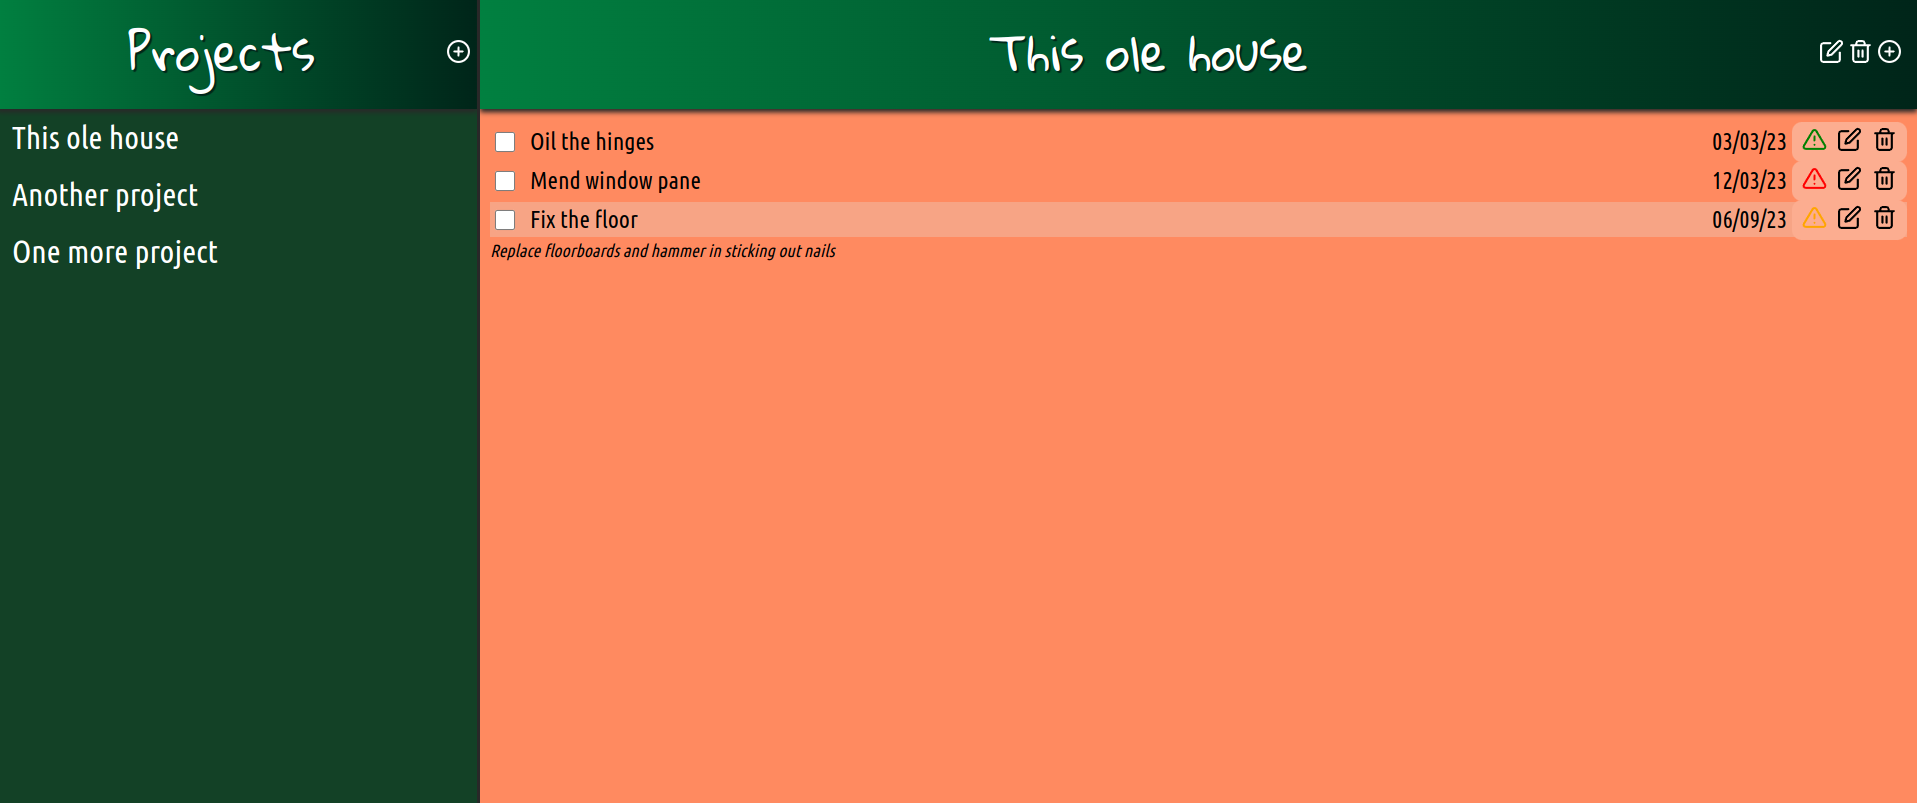 Projects
This ole house
This ole house
Another project
One more project
Oil the hinges 03/03/23
Mend window pane 12/03/23
Fix the floor 06/09/23
Replace floorboards and hammer in sticking out nails